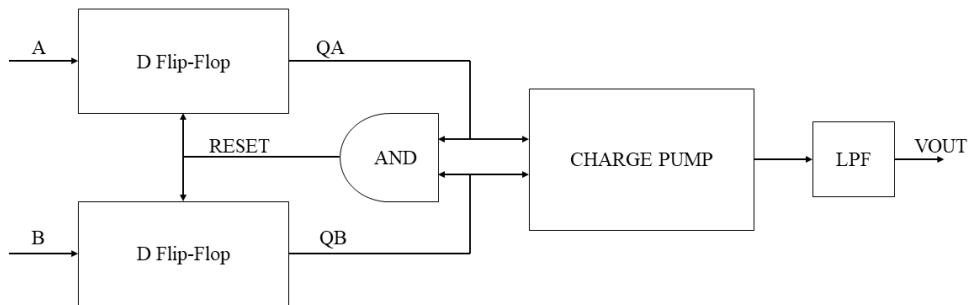 A
D Flip-Flop
QA
RESET
AND
CHARGE PUMP
LPF
VOUT
B
D Flip-Flop
QB